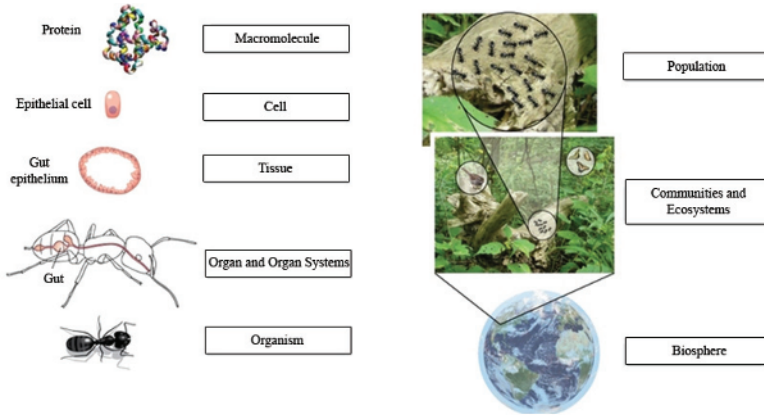 Protein
Macromolecule
Epithelial cell
Cell
Gut
epithelium
Tissue
Gut
Organ and Organ Systems
Organism
Population
Communities and
Ecosystems
Biosphere